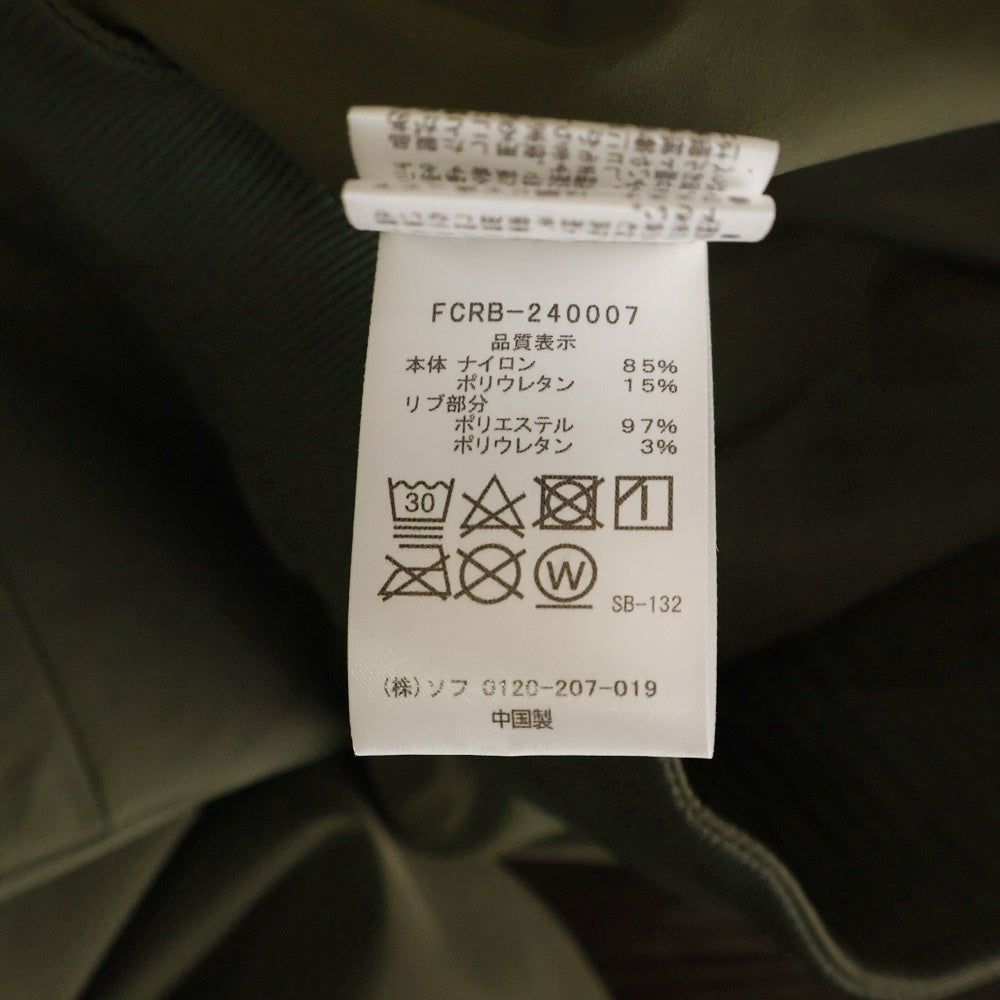 FCRB-240007
品質表示
本体 ナイロン 85%
ポリウレタン 15%
リブ部分
ポリエステル 97%
ポリウレタン 3%
30
W
SB-132
(株)ソフ 0120-207-019
中国製